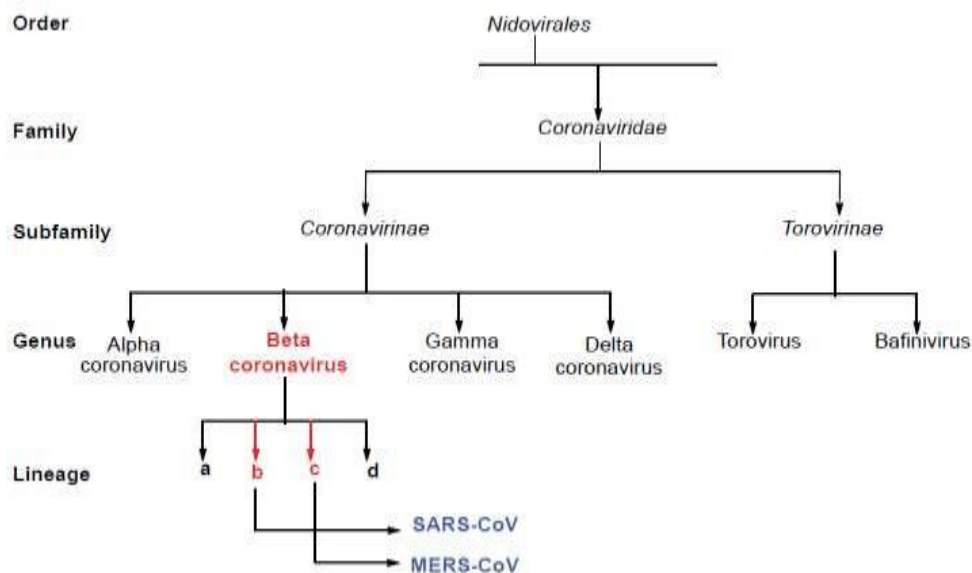 Order
Nidovirales
Family
Coronaviridae
Subfamily
Coronavirinae
Torovirinae
Genus
Alpha
coronavirus
Beta
coronavirus
Gamma
coronavirus
Delta
coronavirus
Torovirus
Bafinivirus
Lineage
a
b
c
d
SARS-CoV
MERS-CoV